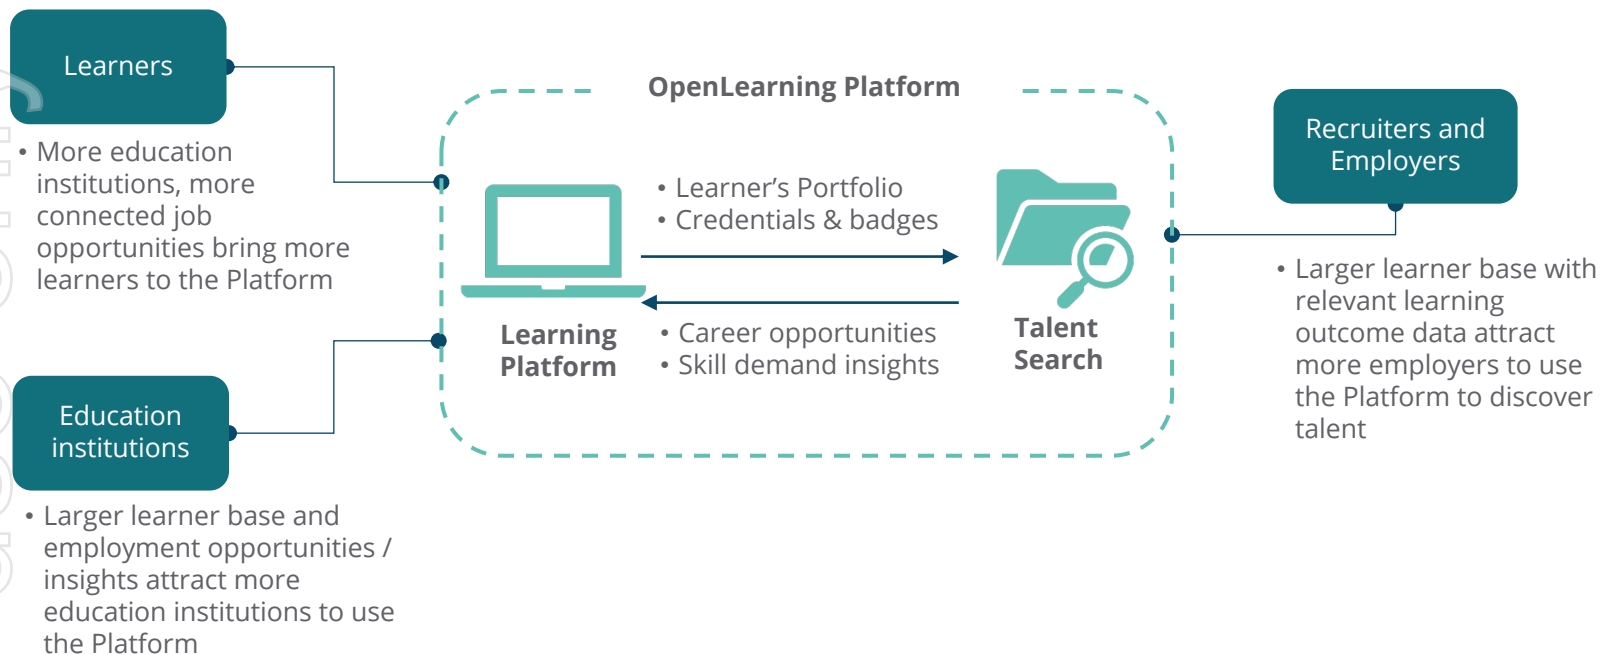 Learners
• More education
institutions, more
connected job
opportunities bring more
learners to the Platform
Education
institutions
• Larger learner base and
employment opportunities /
insights attract more
education institutions to use
the Platform
OpenLearning Platform
Learning
Platform
• Learner’s Portfolio
• Credentials & badges
• Career opportunities
• Skill demand insights
Talent
Search
Recruiters and
Employers
• Larger learner base with
relevant learning
outcome data attract
more employers to use
the Platform to discover
talent